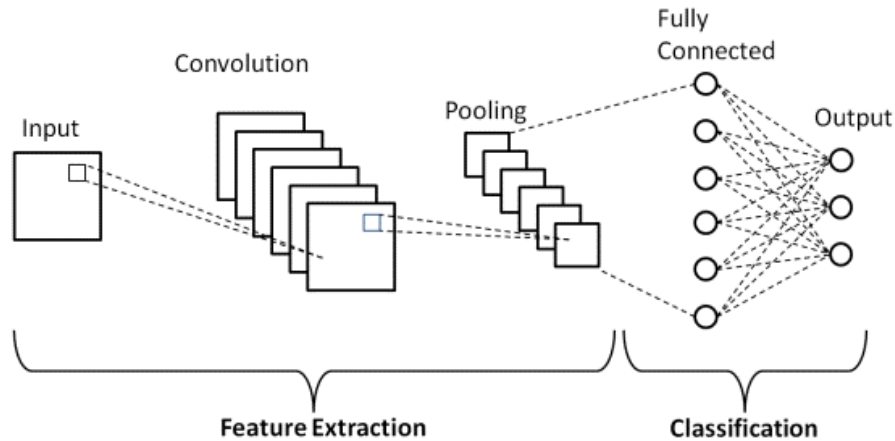 Fully
Connected
Convolution
Pooling
Input
Output
Feature Extraction
Classification